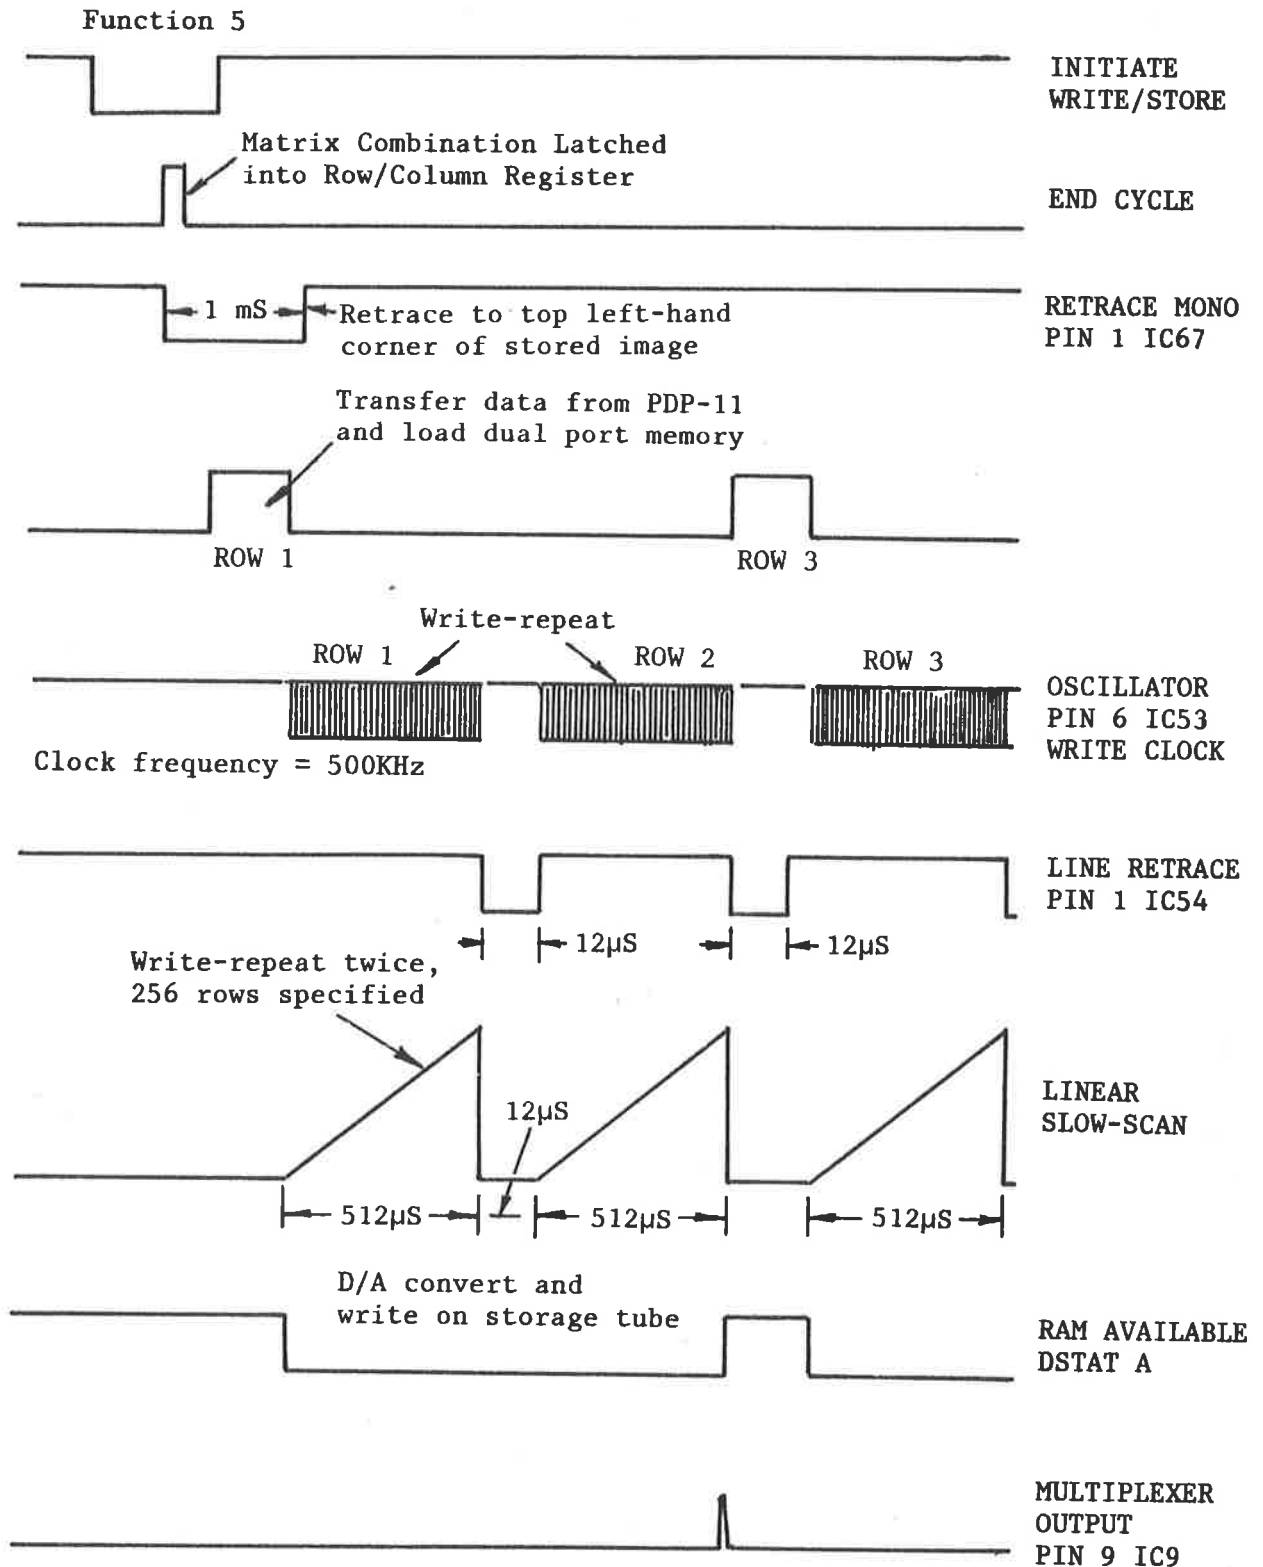 Function 5
INITIATE
WRITE/STORE
Matrix Combination Latched
into Row/Column Register
END CYCLE
1 mS
Retrace to top left-hand
corner of stored image
RETRACE MONO
PIN 1 IC67
Transfer data from PDP-11
and load dual port memory
ROW 1
ROW 3
Write-repeat
ROW 1
ROW 2
ROW 3
OSCILLATOR
PIN 6 IC53
WRITE CLOCK
Clock frequency = 500KHz
LINE RETRACE
PIN 1 IC54
12µS
12µS
Write-repeat twice,
256 rows specified
12µS
LINEAR
SLOW-SCAN
512µS
512µS
512µS
D/A convert and
write on storage tube
RAM AVAILABLE
DSTAT A
MULTIPLEXER
OUTPUT
PIN 9 IC9